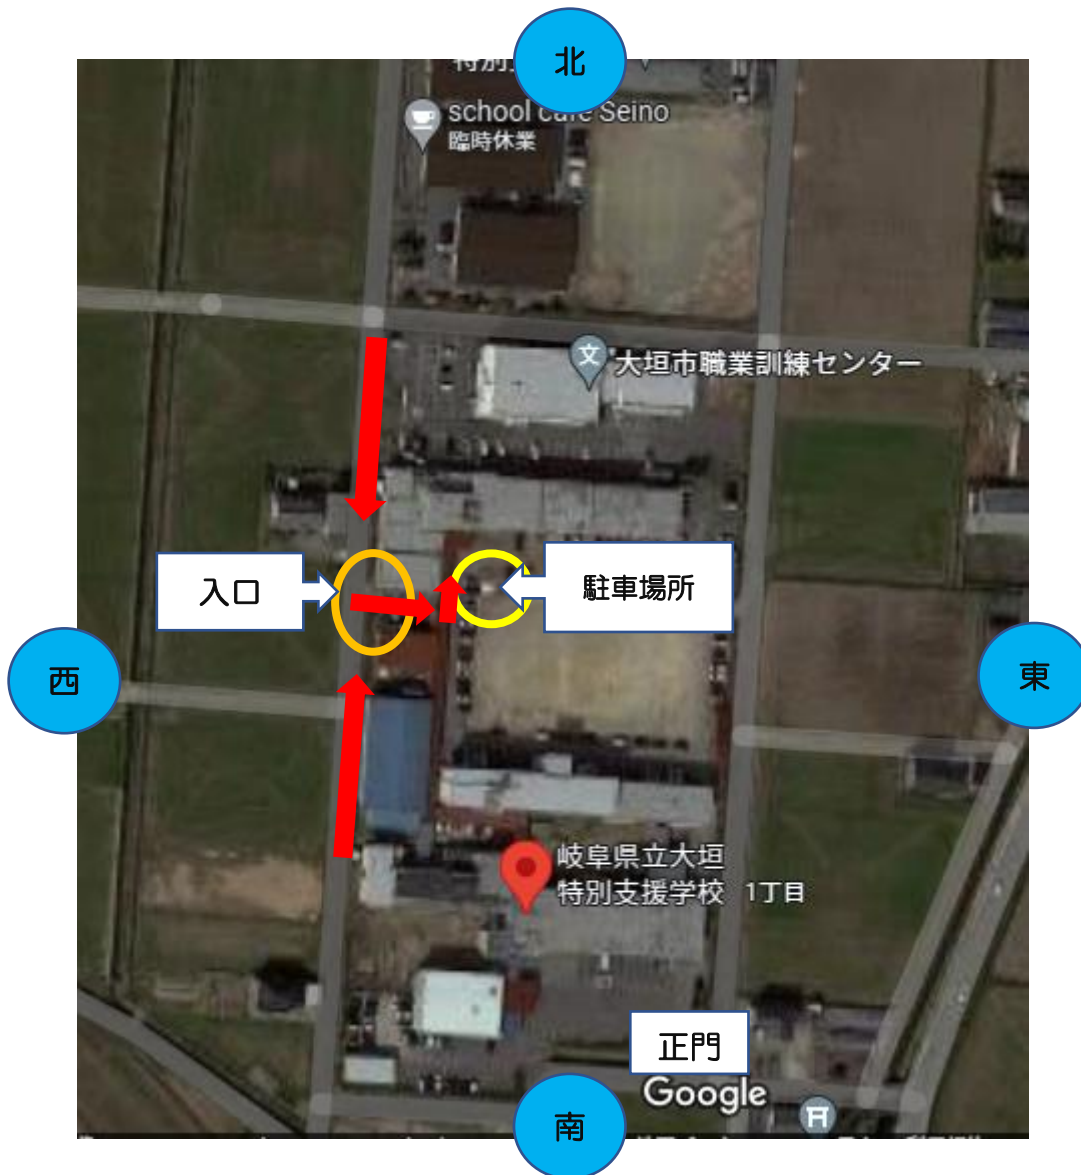 北
school cafe Seino
臨時休業
大垣市職業訓練センター
入口
駐車場所
西
東
岐阜県立大垣
特別支援学校 1丁目
正門
Google
南